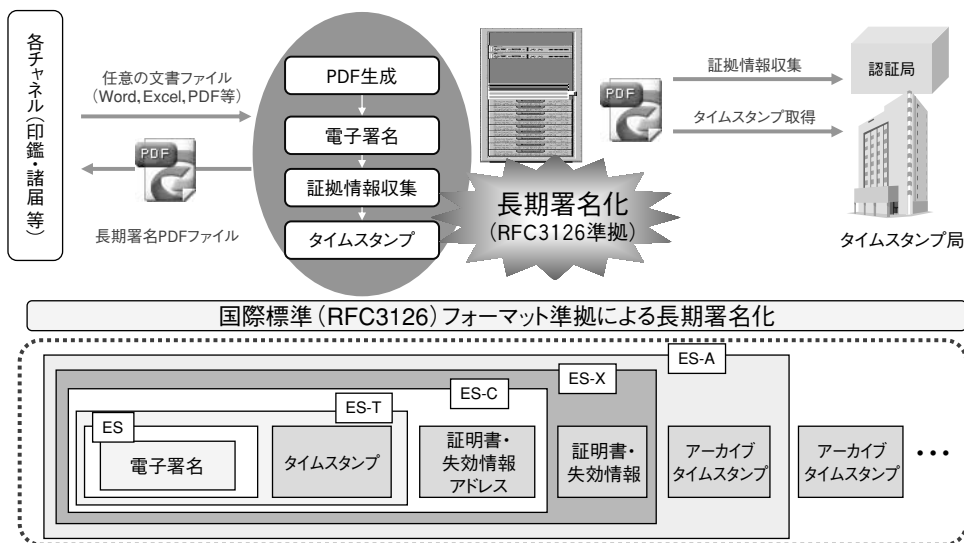 各チャネル（印鑑・諸届 等）
任意の文書ファイル
（Word,Excel,PDF等）
PDF
長期署名PDFファイル
PDF生成
電子署名
証拠情報収集
タイムスタンプ
長期署名化
（RFC3126準拠）
PDF
証拠情報収集
タイムスタンプ取得
認証局
タイムスタンプ局
国際標準（RFC3126）フォーマット準拠による長期署名化
ES-A
ES-X
ES-C
ES-T
ES
電子署名
タイムスタンプ
証明書・
失効情報
アドレス
証明書・
失効情報
アーカイブ
タイムスタンプ
アーカイブ
タイムスタンプ
•••